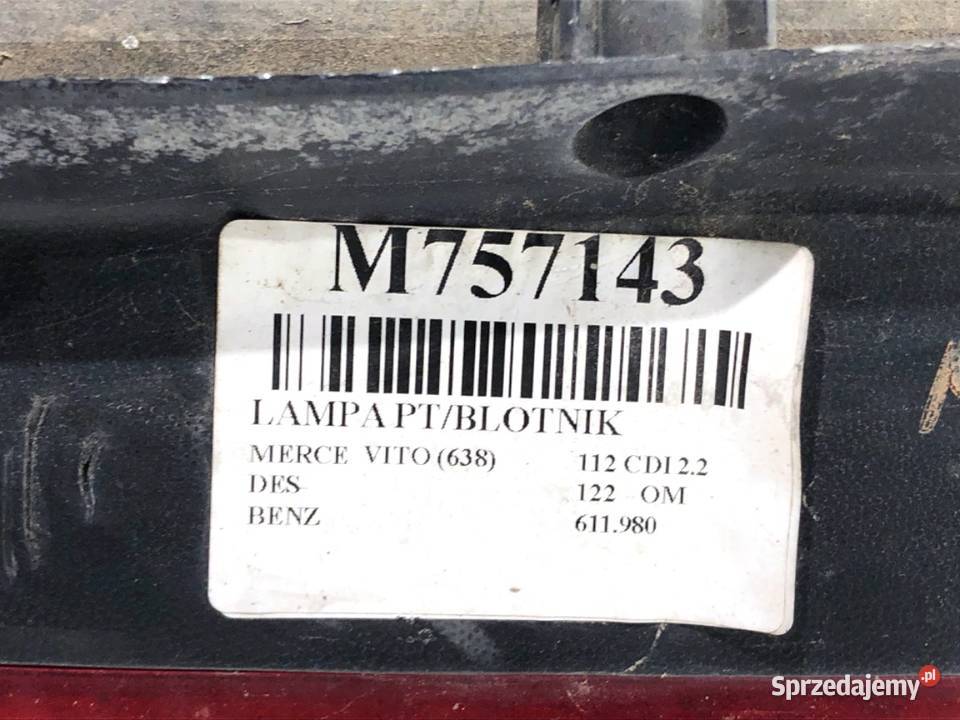 M757143
LAMPA PT/BLOTNIK
MERCE VITO (638) 112 CDI 2.2
DES- 122 OM
BENZ 611.980
Sprzedajemy.pl